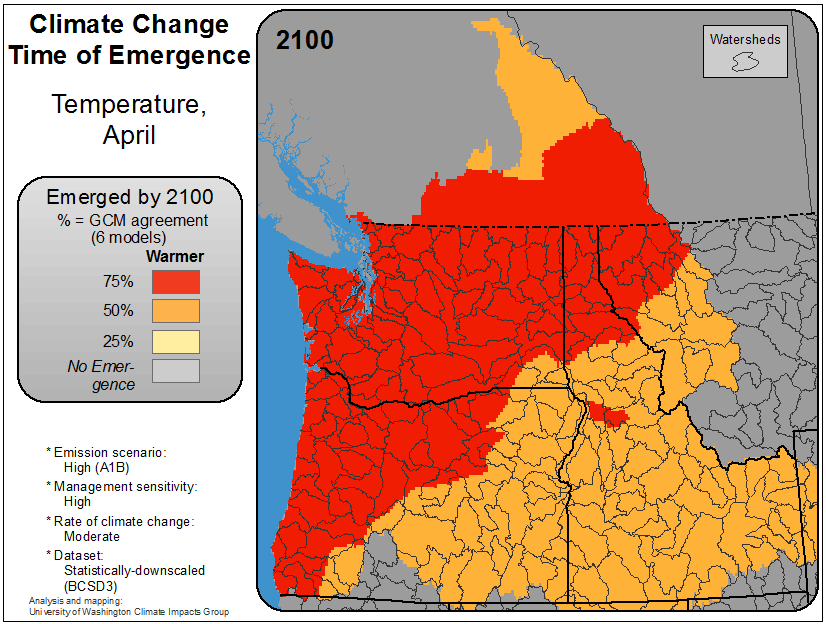 Climate Change
Time of Emergence
Temperature,
April
Emerged by 2100
% = GCM agreement
(6 models)
Warmer
75%
50%
25%
No Emer-
gence
* Emission scenario:
High (A1B)
* Management sensitivity:
High
* Rate of climate change:
Moderate
* Dataset:
Statistically-downscaled
(BCSD3)
Analysis and mapping:
University of Washington Climate Impacts Group
2100
Watersheds